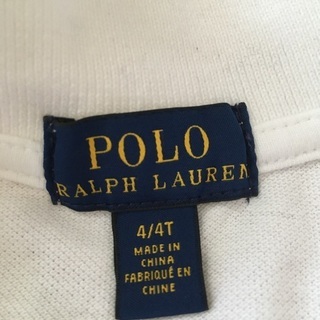 POLO
RALPH LAUREN
4/4T
MADE IN
CHINA
FABRIQUÉ EN
CHINE